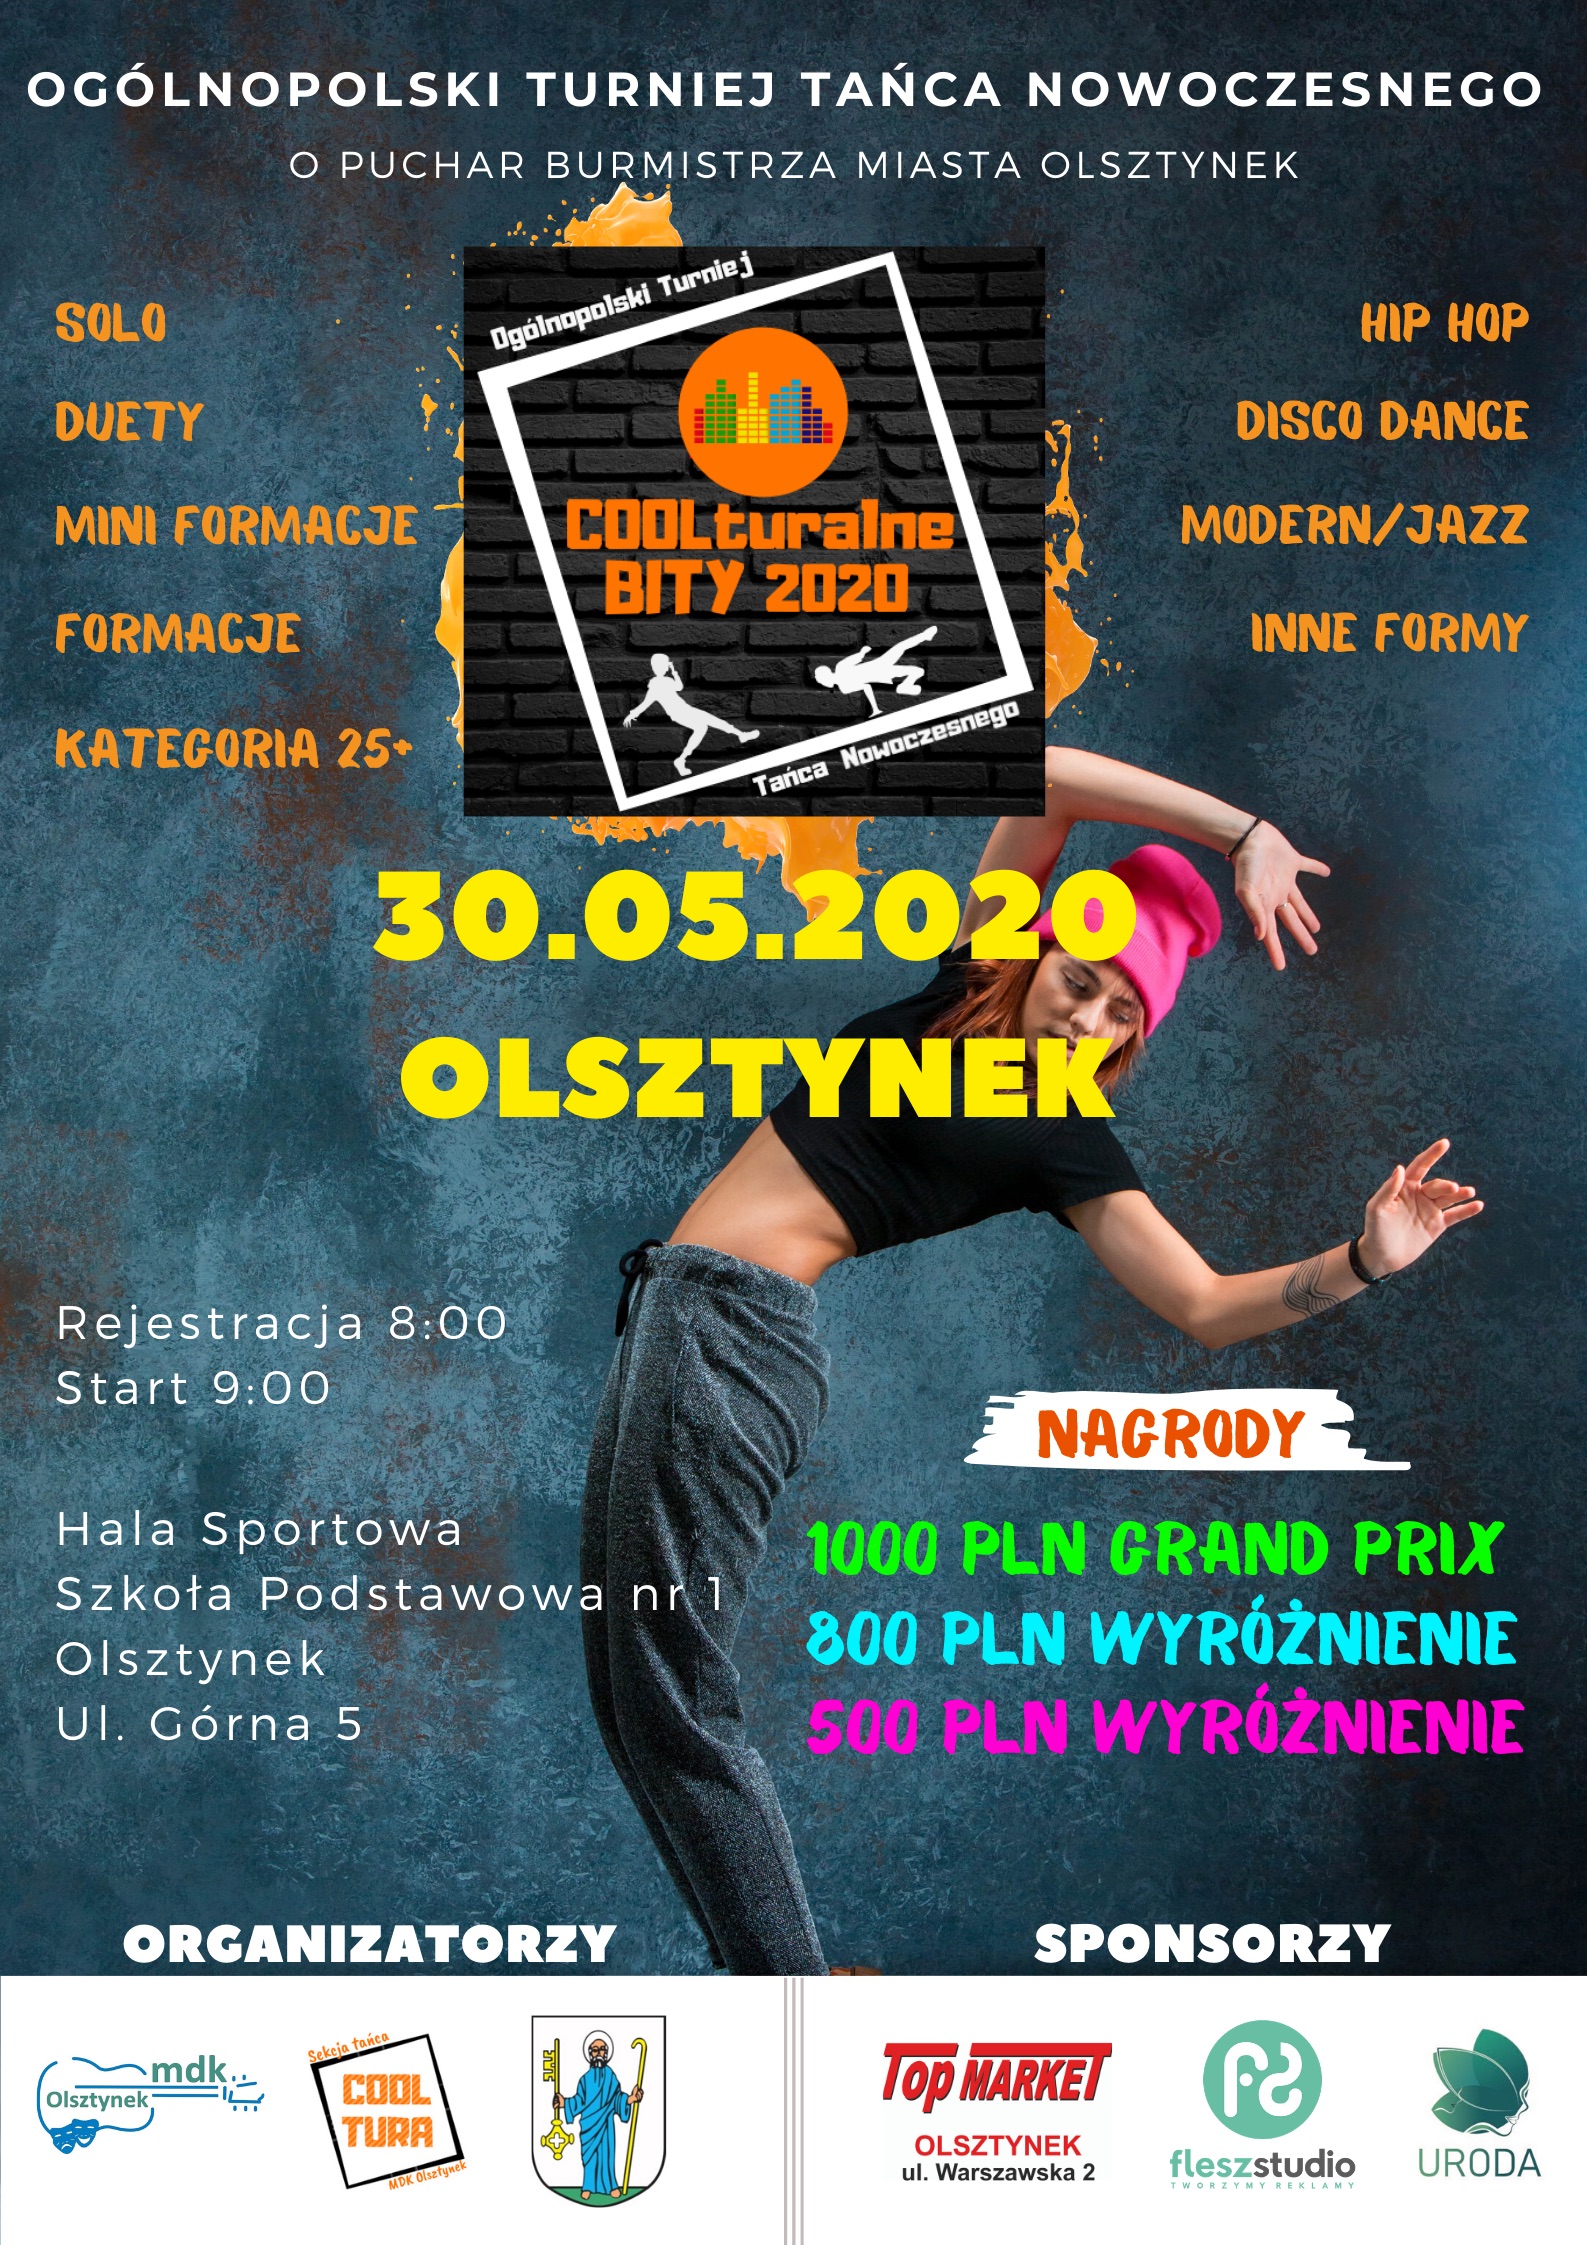 OGÓLNOPOLSKI TURNIEJ TAŃCA NOWOCZESNEGO
O PUCHAR BURMISTRZA MIASTA OLSZTYNEK
SOLO
DUETY
MINI FORMACJE
FORMACJE
KATEGORIA 25+
Ogólnopolski Turniej
COOLturalne
BITY 2020
Tańca Nowoczesnego
HIP HOP
DISCO DANCE
MODERN/JAZZ
INNE FORMY
30.05.2020
OLSZTYNEK
Rejestracja 8:00
Start 9:00
Hala Sportowa
Szkoła Podstawowa nr 1
Olsztynek
Ul. Górna 5
NAGRODY
1000 PLN GRAND PRIX
800 PLN WYRÓŻNIENIE
500 PLN WYRÓŻNIENIE
ORGANIZATORZY
mdk
Olsztynek
Sekcja tańca
COOL
TURA
MDK Olsztynek
SPONSORZY
Top MARKET
OLSZTYNEK
ul. Warszawska 2
FS
fleszstudio
TWORZYMY REKLAMY
URODA